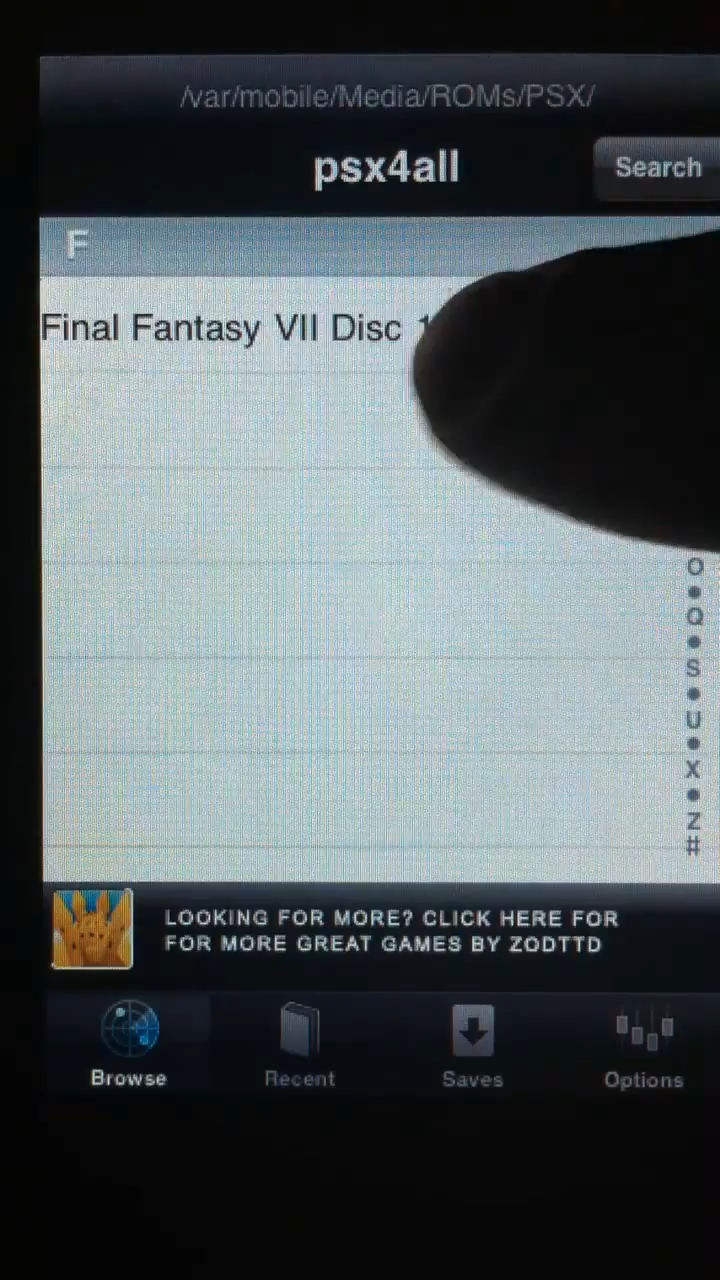 /var/mobile/Media/ROMs/PSX/
psx4all
Search
F
Final Fantasy VII Disc 1
O
Q
S
U
X
Z
#
LOOKING FOR MORE? CLICK HERE FOR
FOR MORE GREAT GAMES BY ZODTTD
Browse
Recent
Saves
Options